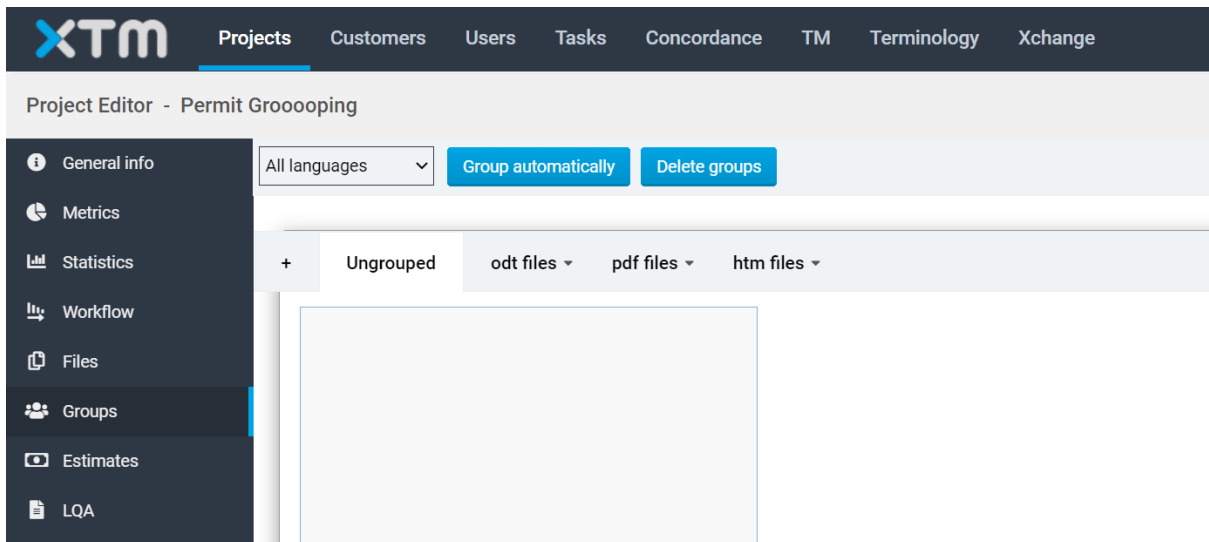 XTM Projects Customers Users Tasks Concordance TM Terminology Xchange
Project Editor - Permit Grooooping
General info
All languages Group automatically Delete groups
Metrics
Statistics
+ Ungrouped odt files pdf files htm files
Workflow
Files
Groups
Estimates
LQA